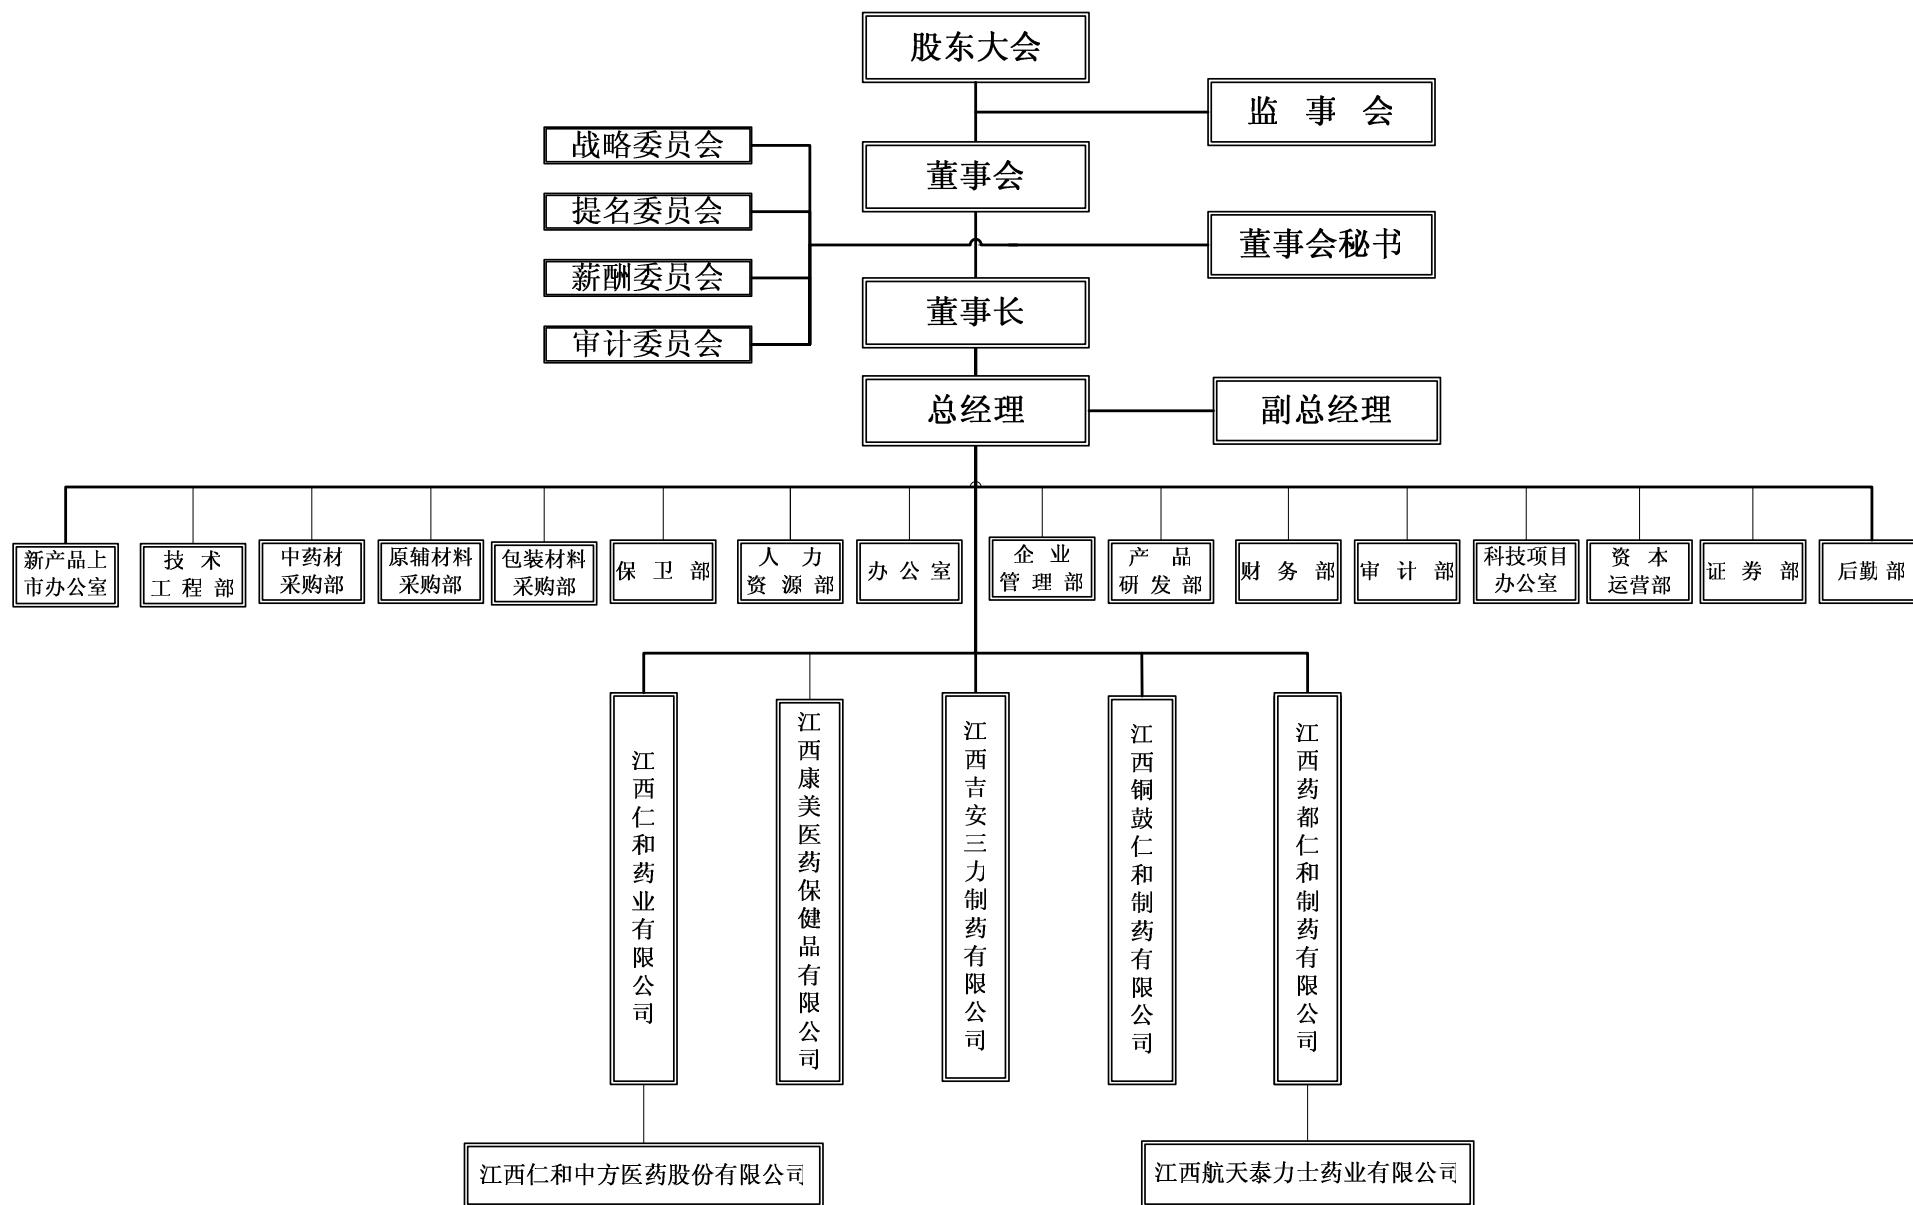 股东大会
监 事 会
战略委员会
董事会
提名委员会
董事会秘书
薪酬委员会
董事长
审计委员会
总经理
副总经理
新产品上
市办公室
技 术
工 程 部
中药材
采购部
原辅材料
采购部
包装材料
采购部
保 卫 部
人 力
资 源 部
办 公 室
企 业
管 理 部
产 品
研 发 部
财 务 部
审 计 部
科技项目
办公室
资 本
运营部
证 券 部
后勤 部
江西仁和药业有限公司
江西康美医药保健品有限公司
江西吉安三力制药有限公司
江西铜鼓仁和制药有限公司
江西药都仁和制药有限公司
江西仁和中方医药股份有限公司
江西航天泰力士药业有限公司